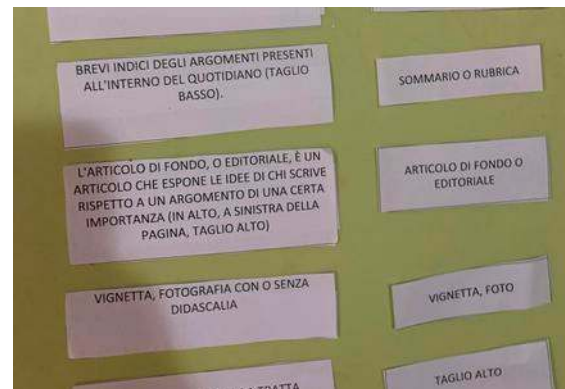 BREVI INDICI DEGLI ARGOMENTI PRESENTI
ALL'INTERNO DEL QUOTIDIANO (TAGLIO
BASSO).
SOMMARIO O RUBRICA
L'ARTICOLO DI FONDO, O EDITORIALE, È UN
ARTICOLO CHE ESPONE LE IDEE DI CHI SCRIVE
RISPETTO A UN ARGOMENTO DI UNA CERTA
IMPORTANZA (IN ALTO, A SINISTRA DELLA
PAGINA, TAGLIO ALTO)
ARTICOLO DI FONDO O
EDITORIALE
VIGNETTA, FOTOGRAFIA CON O SENZA
DIDASCALIA
VIGNETTA, FOTO
TRATTA
TAGLIO ALTO